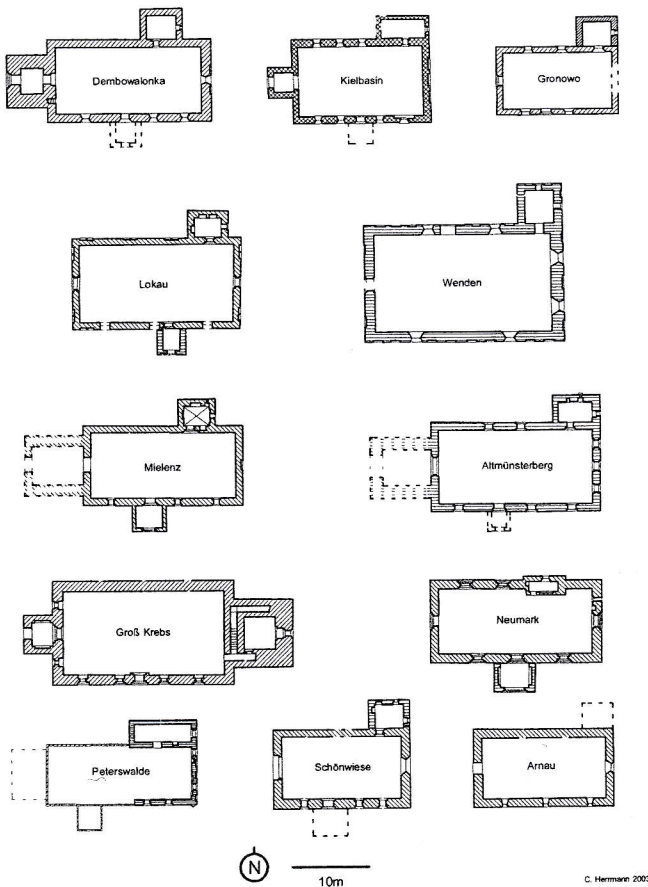 Dembowalonka
Kielbasin
Gronowo
Lokau
Wenden
Mielenz
Altmünsterberg
Groß Krebs
Neumark
Peterswalde
Schönwiese
Arnau
N
10m
C. Herrmann 2003